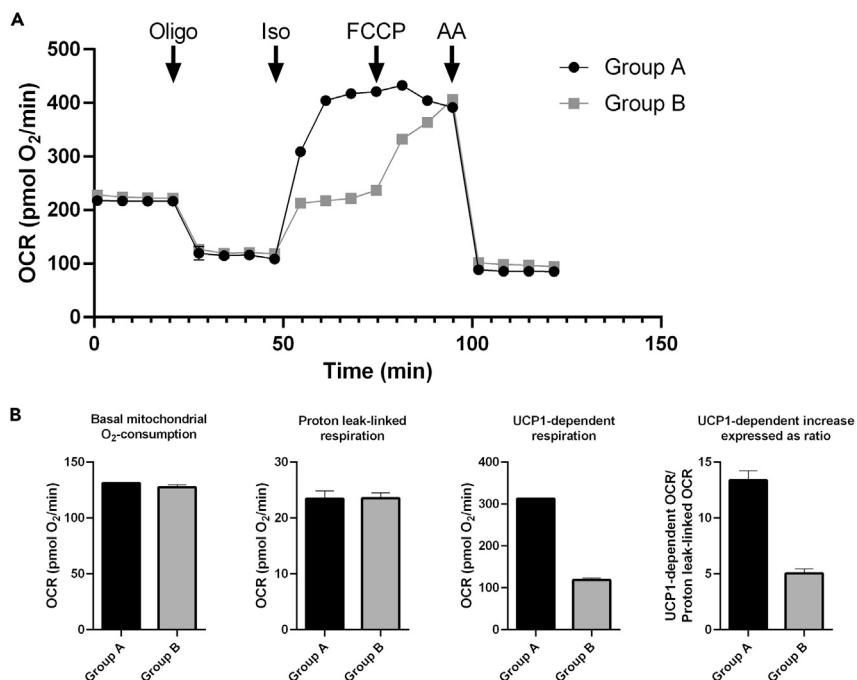 A
Oligo Iso FCCP AA
500
400
300
200
100
0
OCR (pmol O₂/min)
0 50 100 150
Time (min)
Group A
Group B
B
Basal mitochondrial
O₂-consumption
150
100
50
0
OCR (pmol O₂/min)
Group A
Group B
Proton leak-linked
respiration
30
20
10
0
OCR (pmol O₂/min)
Group A
Group B
UCP1-dependent
respiration
400
300
200
100
0
OCR (pmol O₂/min)
Group A
Group B
UCP1-dependent increase
expressed as ratio
15
10
5
0
UCP1-dependent OCR/
Proton leak-linked OCR
Group A
Group B